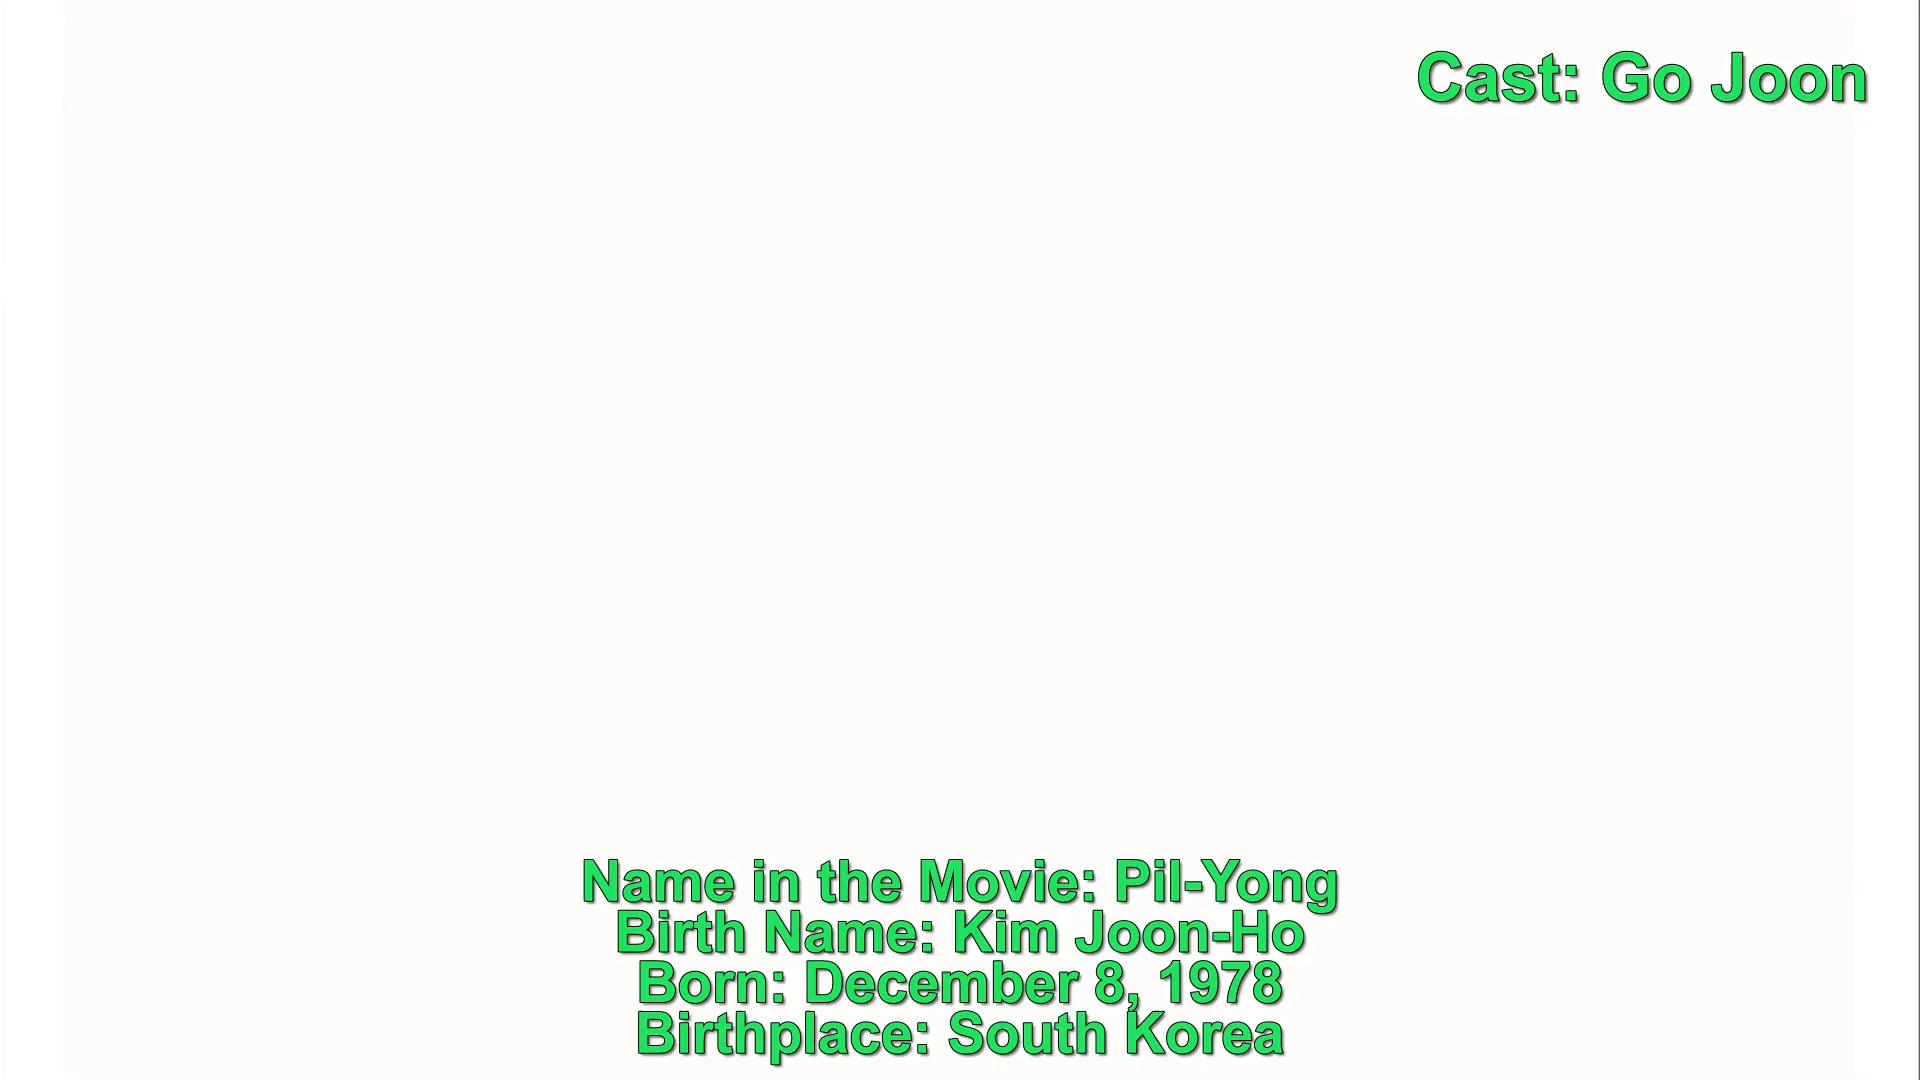 Cast: Go Joon
Name in the Movie: Pil-Yong
Birth Name: Kim Joon-Ho
Born: December 8, 1978
Birthplace: South Korea